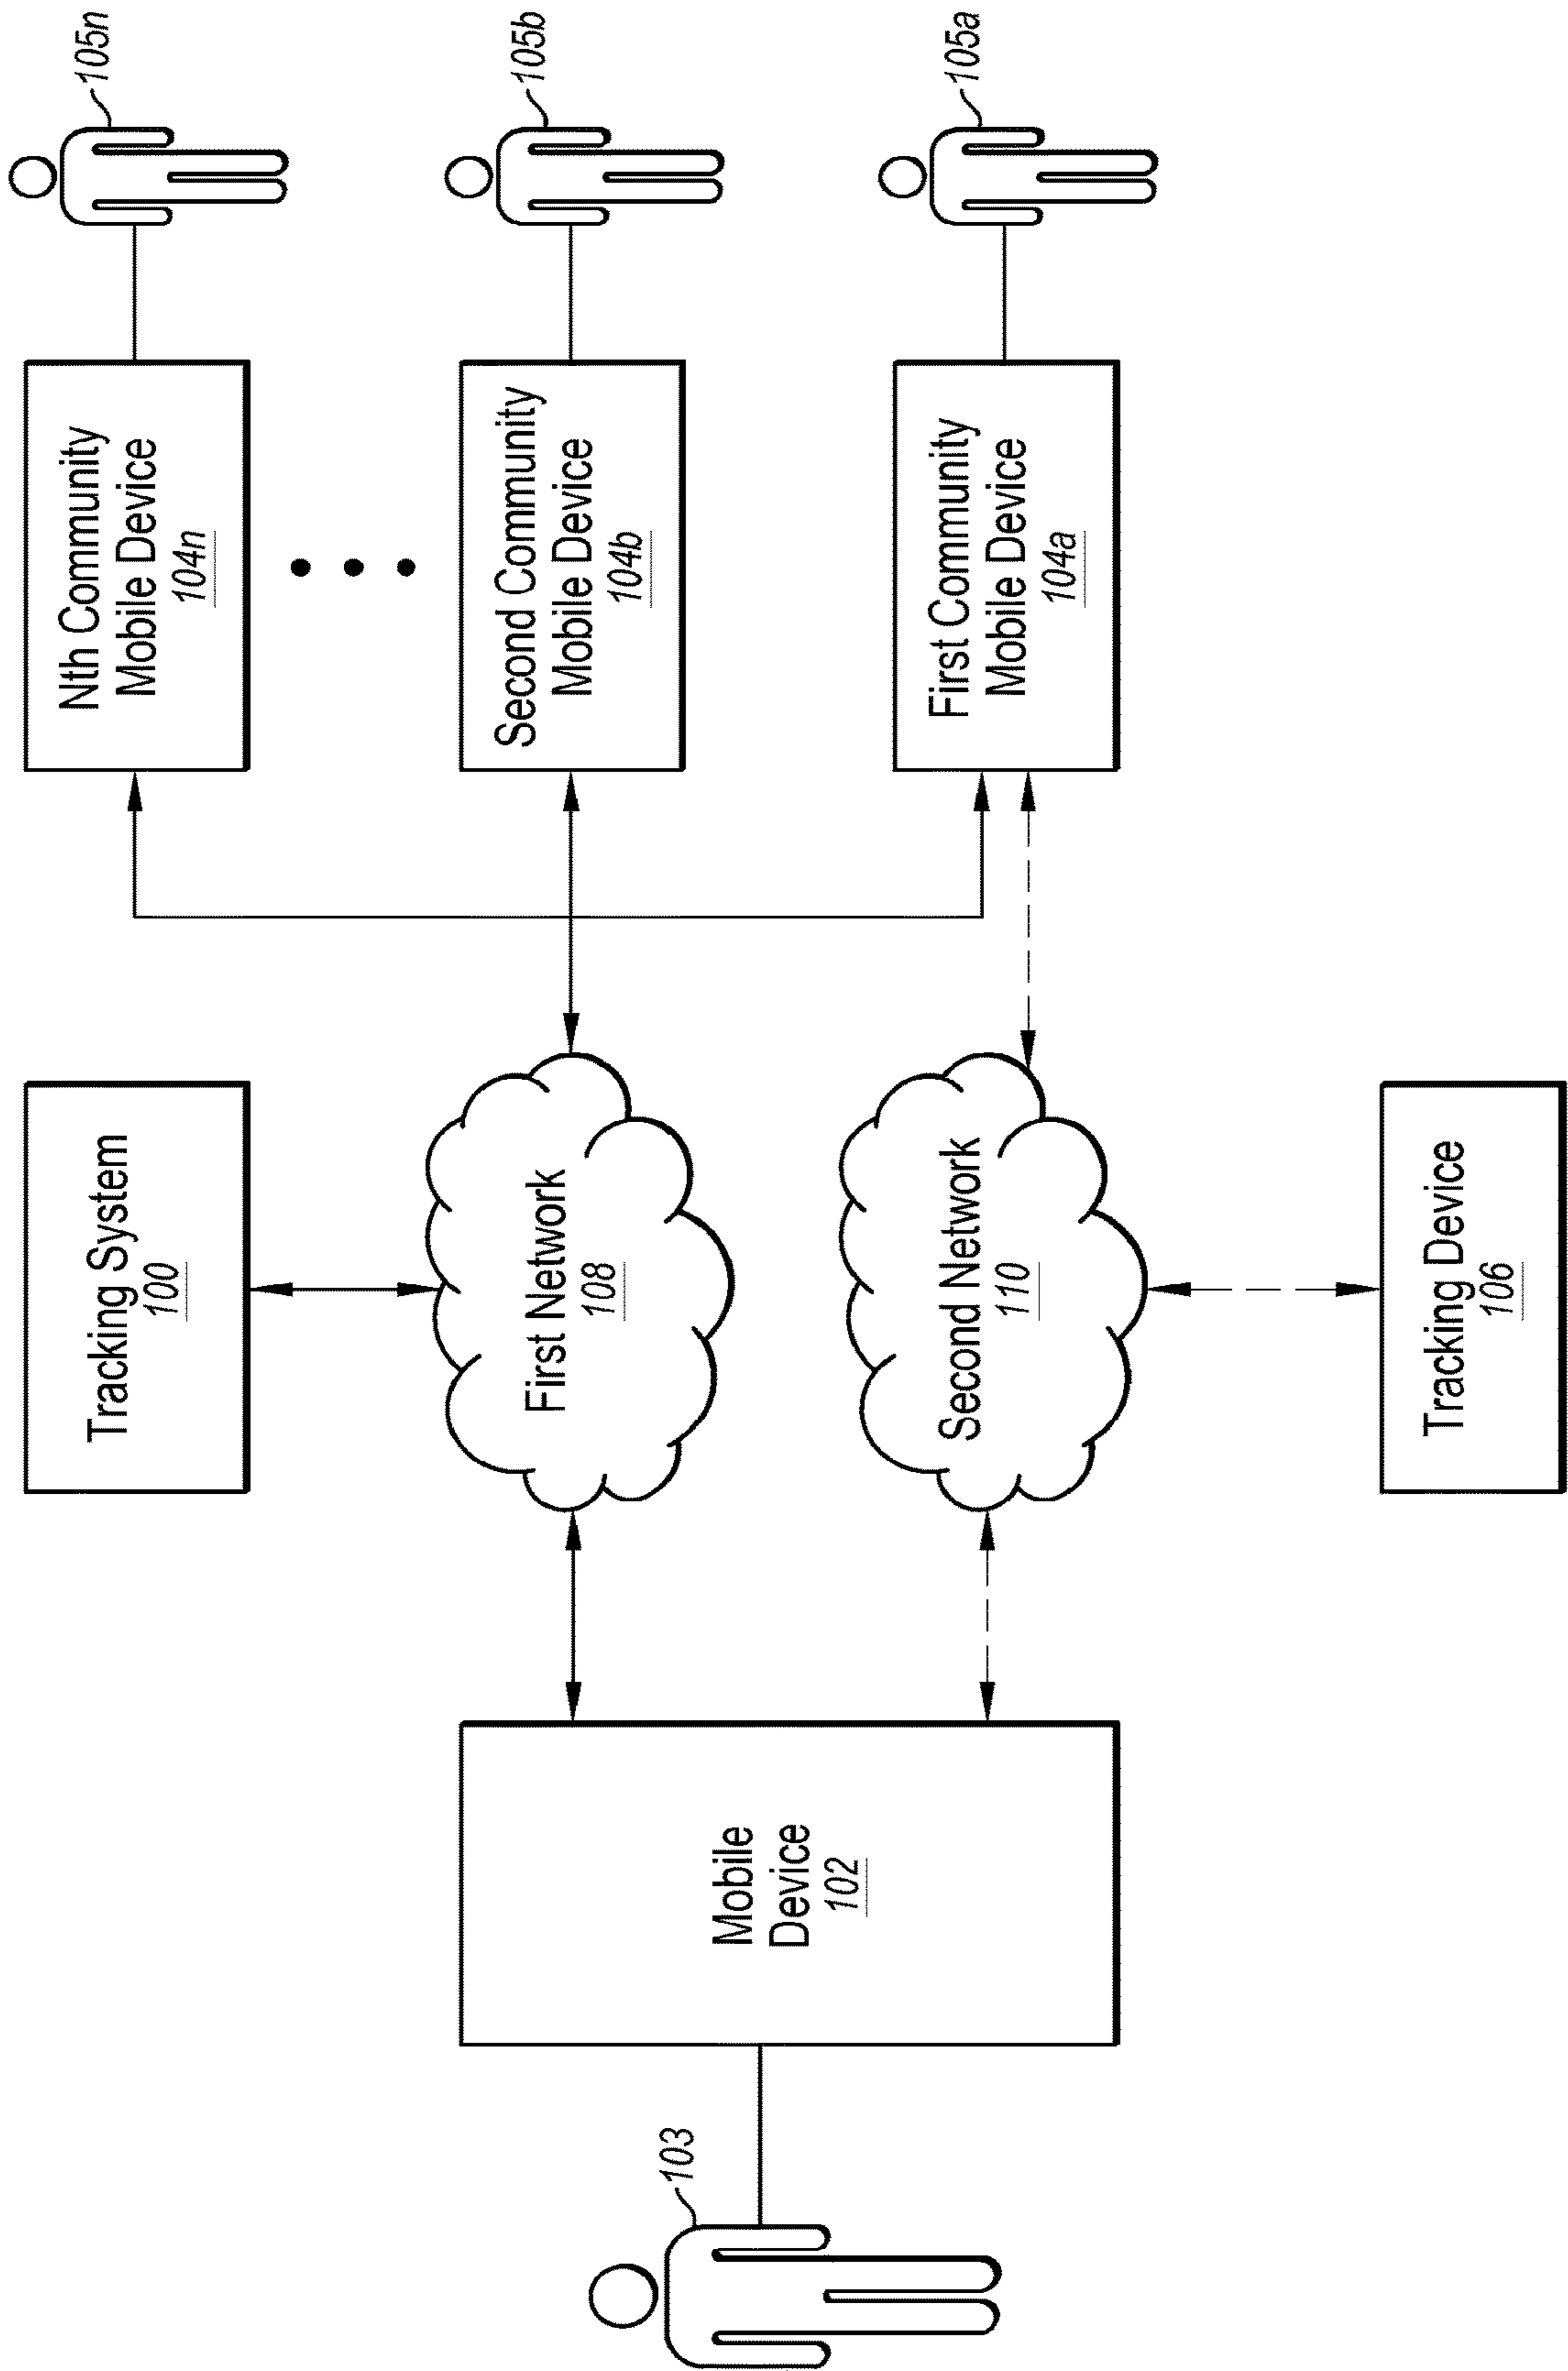 Tracking System
100
Nth Community
Mobile Device
104n
105n
103
Mobile
Device
102
First Network
108
Second Community
Mobile Device
104b
105b
Second Network
110
First Community
Mobile Device
104a
105a
Tracking Device
106